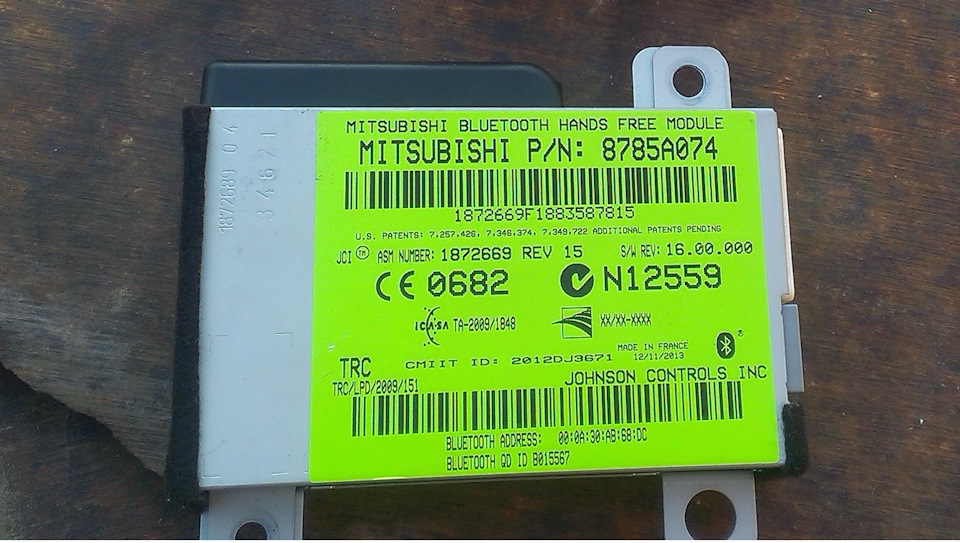 MITSUBISHI BLUETOOTH HANDS FREE MODULE
MITSUBISHI P/N: 8785A074
1872669F1883587815
U.S. PATENTS: 7,257,426, 7,346,374, 7,349,722 ADDITIONAL PATENTS PENDING
JCI™ ASM NUMBER: 1872669 REV 15 S/W REV: 16.00.000
CE 0682 N12559
ICASA TA-2009/1848 XX/XX-XXXX
MADE IN FRANCE
12/11/2013
CMIIT ID: 2012DJ3671
TRC
TRC/LPD/2009/151
JOHNSON CONTROLS INC
BLUETOOTH ADDRESS: 00:0A:30:AB:68:DC
BLUETOOTH QD ID B015567
1872689 04
34621